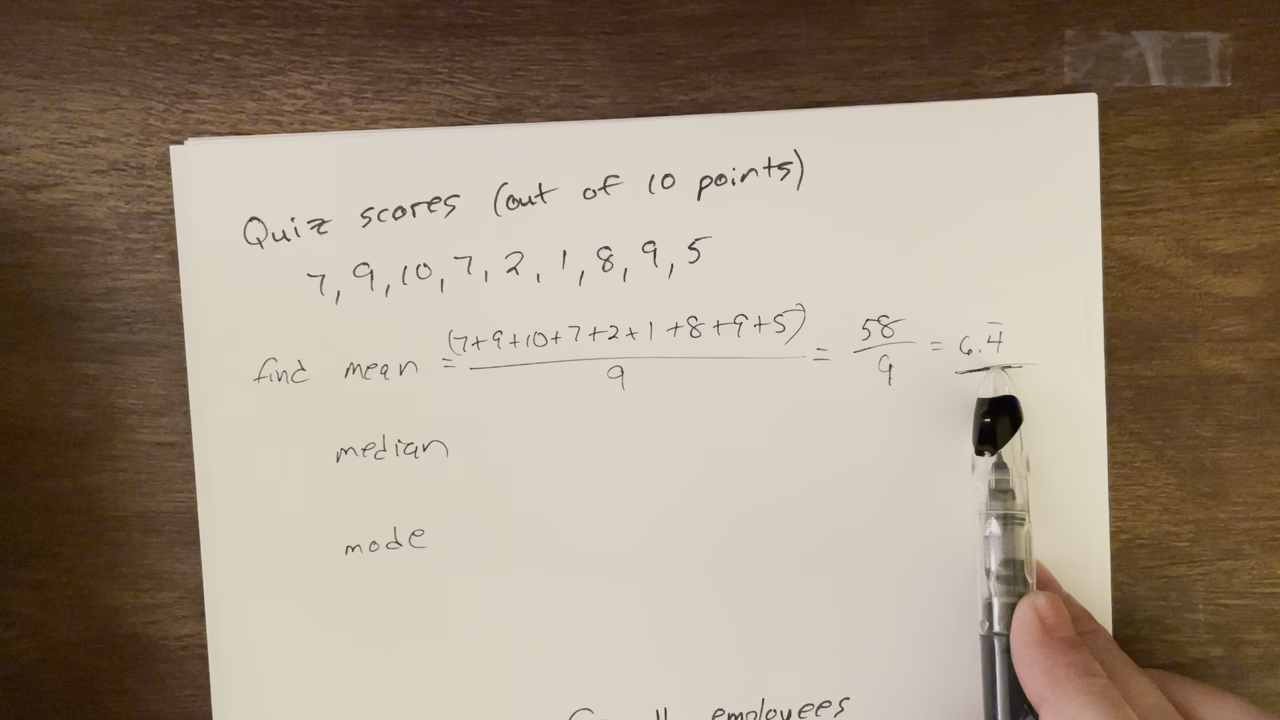 Quiz scores (out of 10 points)
7, 9, 10, 7, 2, 1, 8, 9, 5
find mean = (7+9+10+7+2+1+8+9+5) / 9 = 58/9 = 6.4̅
median
mode
employees